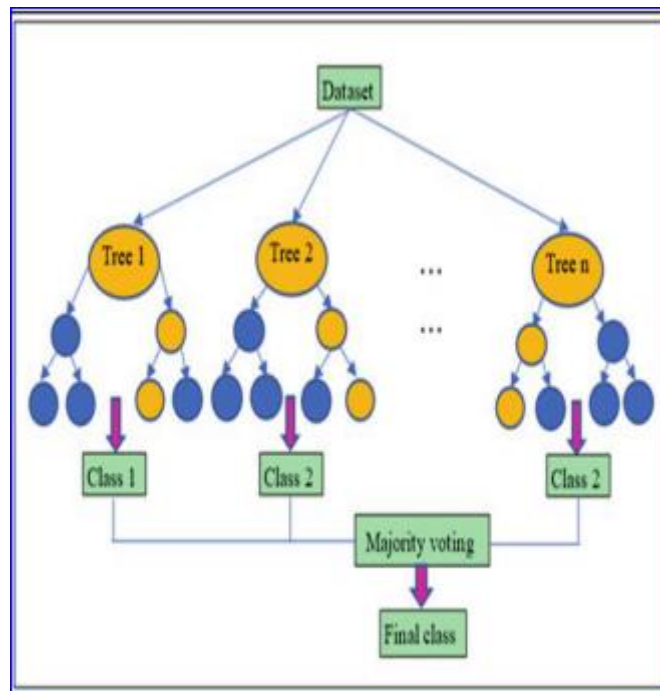 Dataset
Tree 1
Tree 2
...
Tree n
...
Class 1
Class 2
Class 2
Majority voting
Final class